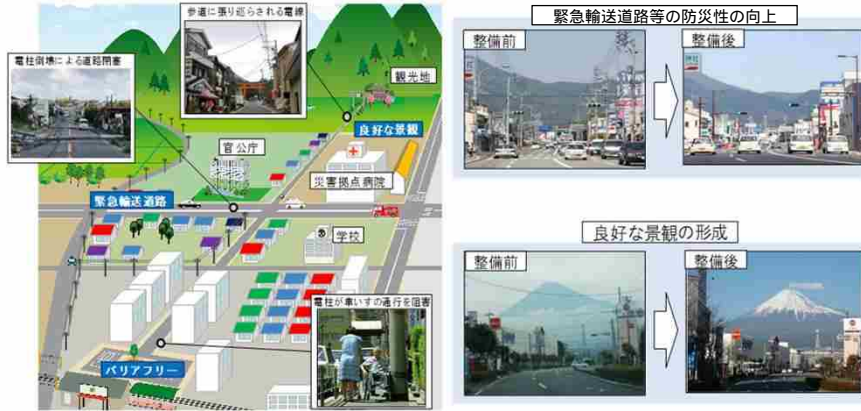 参道に張り巡らされる電線
電柱倒壊による道路閉塞
観光地
良好な景観
官公庁
災害拠点病院
緊急輸送道路
学校
電柱が車いすの通行を阻害
バリアフリー
緊急輸送道路等の防災性の向上
整備前
整備後
良好な景観の形成
整備前
整備後